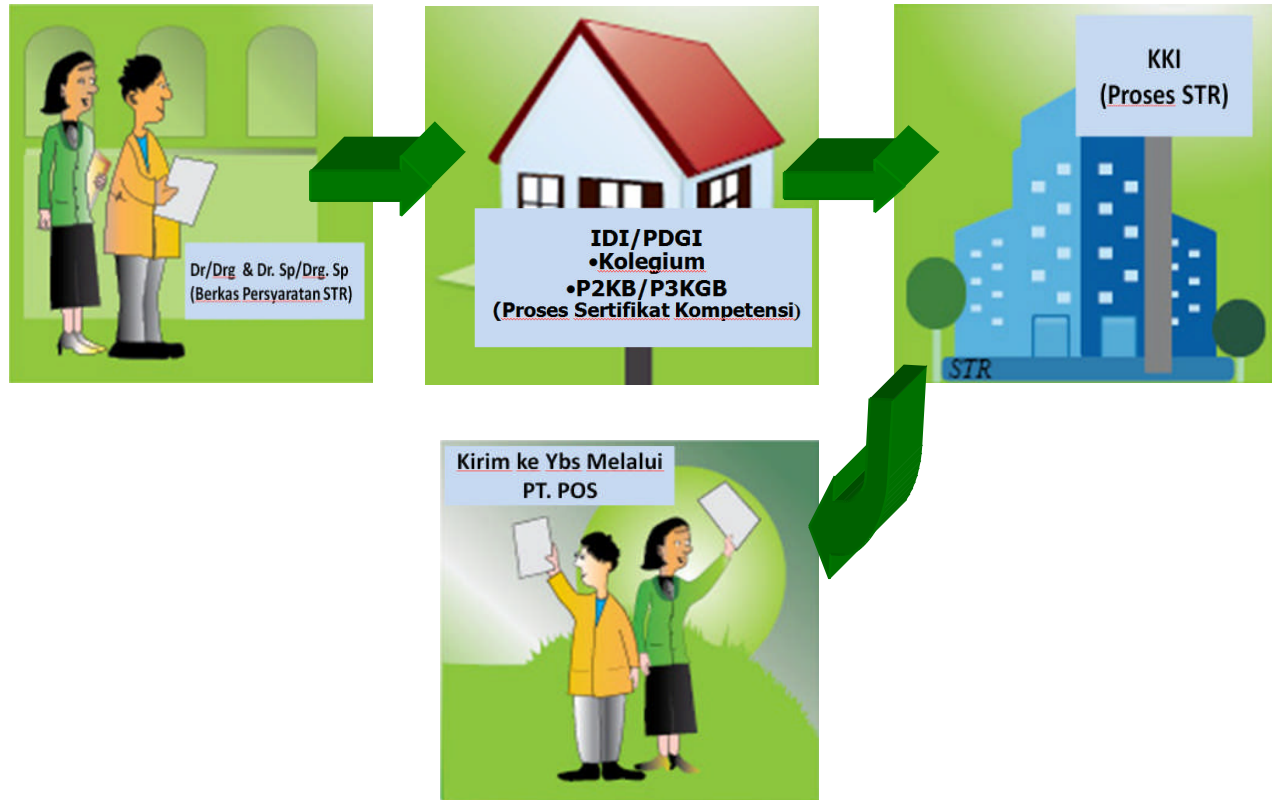 Dr/Drg & Dr. Sp/Drg. Sp
(Berkas Persyaratan STR)
IDI/PDGI
•Kolegium
•P2KB/P3KGB
(Proses Sertifikat Kompetensi)
KKI
(Proses STR)
STR
Kirim ke Ybs Melalui
PT. POS